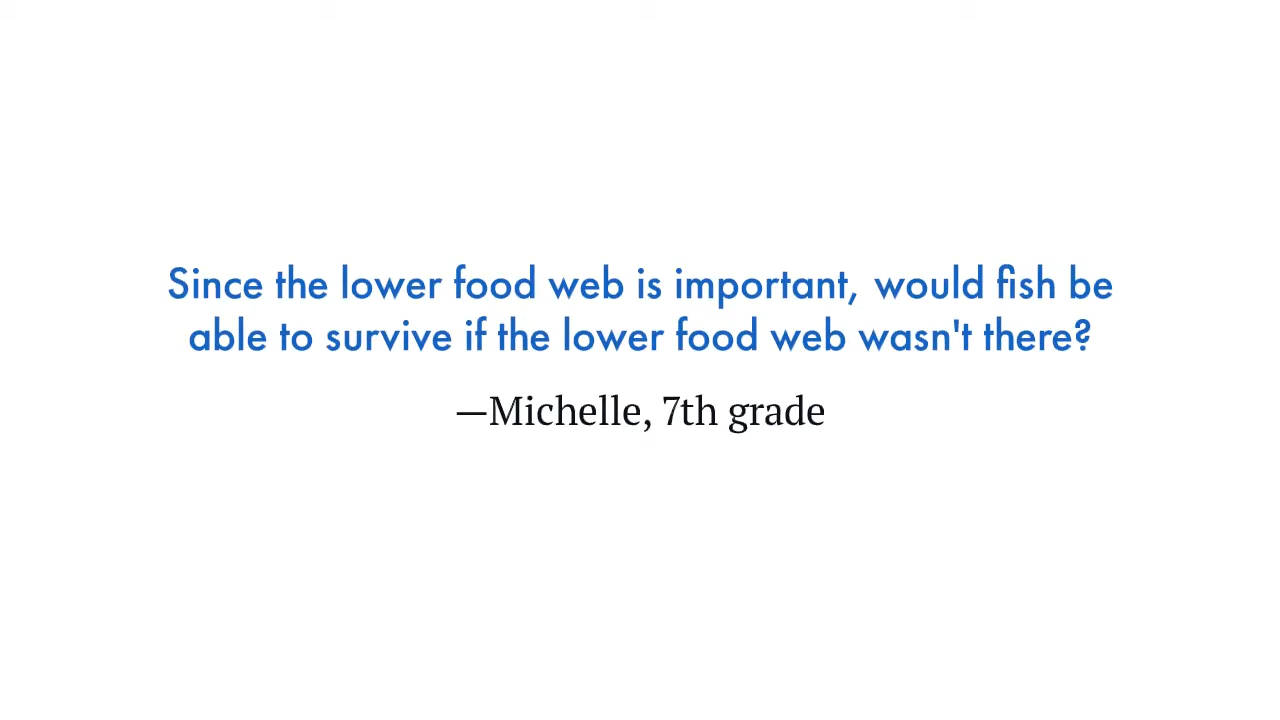 Since the lower food web is important, would fish be
able to survive if the lower food web wasn't there?
—Michelle, 7th grade